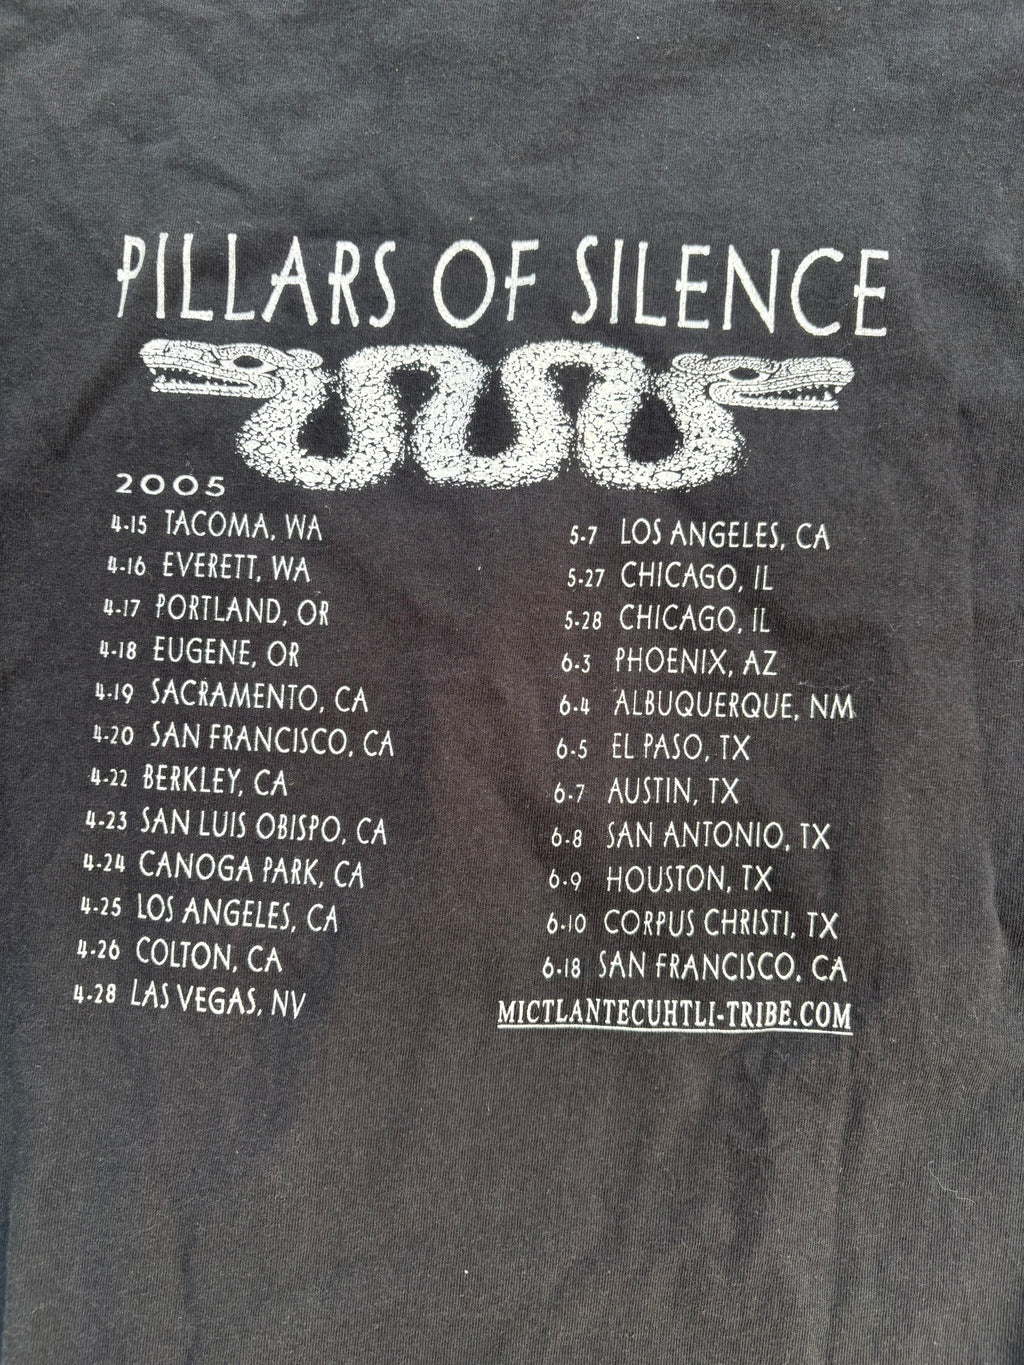 PILLARS OF SILENCE
2005
4-15 TACOMA, WA
4-16 EVERETT, WA
4-17 PORTLAND, OR
4-18 EUGENE, OR
4-19 SACRAMENTO, CA
4-20 SAN FRANCISCO, CA
4-22 BERKLEY, CA
4-23 SAN LUIS OBISPO, CA
4-24 CANOGA PARK, CA
4-25 LOS ANGELES, CA
4-26 COLTON, CA
4-28 LAS VEGAS, NV
5-7 LOS ANGELES, CA
5-27 CHICAGO, IL
5-28 CHICAGO, IL
6-3 PHOENIX, AZ
6-4 ALBUQUERQUE, NM
6-5 EL PASO, TX
6-7 AUSTIN, TX
6-8 SAN ANTONIO, TX
6-9 HOUSTON, TX
6-10 CORPUS CHRISTI, TX
6-18 SAN FRANCISCO, CA
MICTLANTECUHTLI-TRIBE.COM